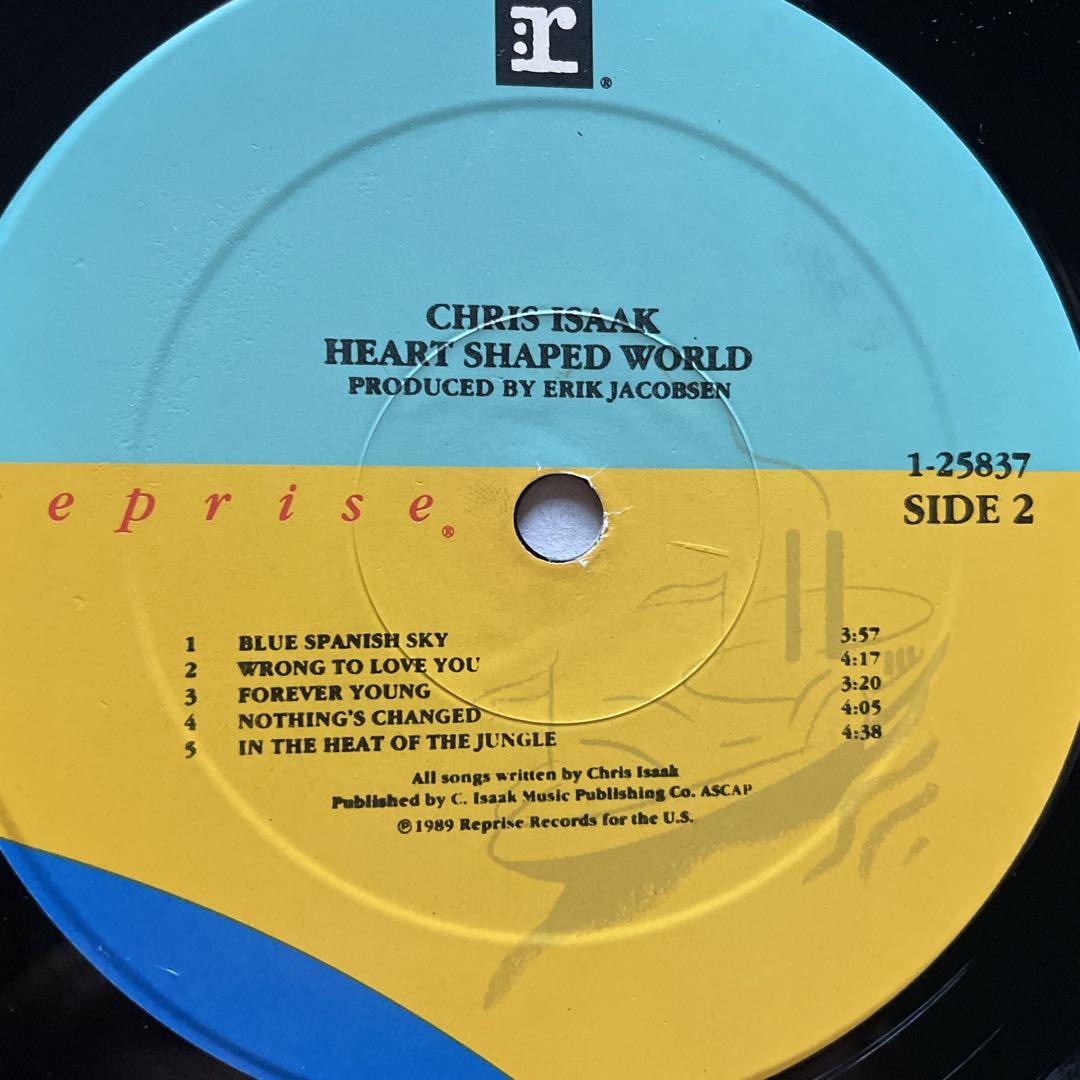 :r
®
CHRIS ISAAK
HEART SHAPED WORLD
PRODUCED BY ERIK JACOBSEN
1-25837
SIDE 2
eprise®
1 BLUE SPANISH SKY 3:57
2 WRONG TO LOVE YOU 4:17
3 FOREVER YOUNG 3:20
4 NOTHING'S CHANGED 4:05
5 IN THE HEAT OF THE JUNGLE 4:38
All songs written by Chris Isaak
Published by C. Isaak Music Publishing Co. ASCAP
℗ 1989 Reprise Records for the U.S.